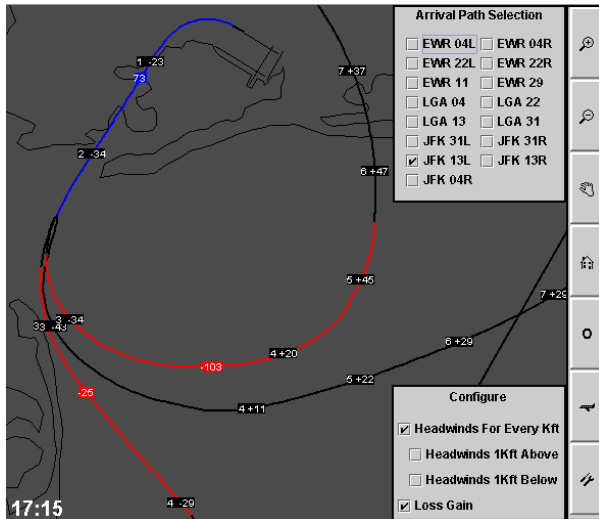 Arrival Path Selection
EWR 04L EWR 04R
EWR 22L EWR 22R
EWR 11 EWR 29
LGA 04 LGA 22
LGA 13 LGA 31
JFK 31L JFK 31R
JFK 13L JFK 13R
JFK 04R
1 -23
73
7 +37
2 -34
6 +47
5 +45
7 +29
3 -34
33 -43
6 +29
4 +20
-103
5 +22
-25
4 +11
Configure
Headwinds For Every Kft
Headwinds 1Kft Above
Headwinds 1Kft Below
Loss Gain
4 -29
17:15